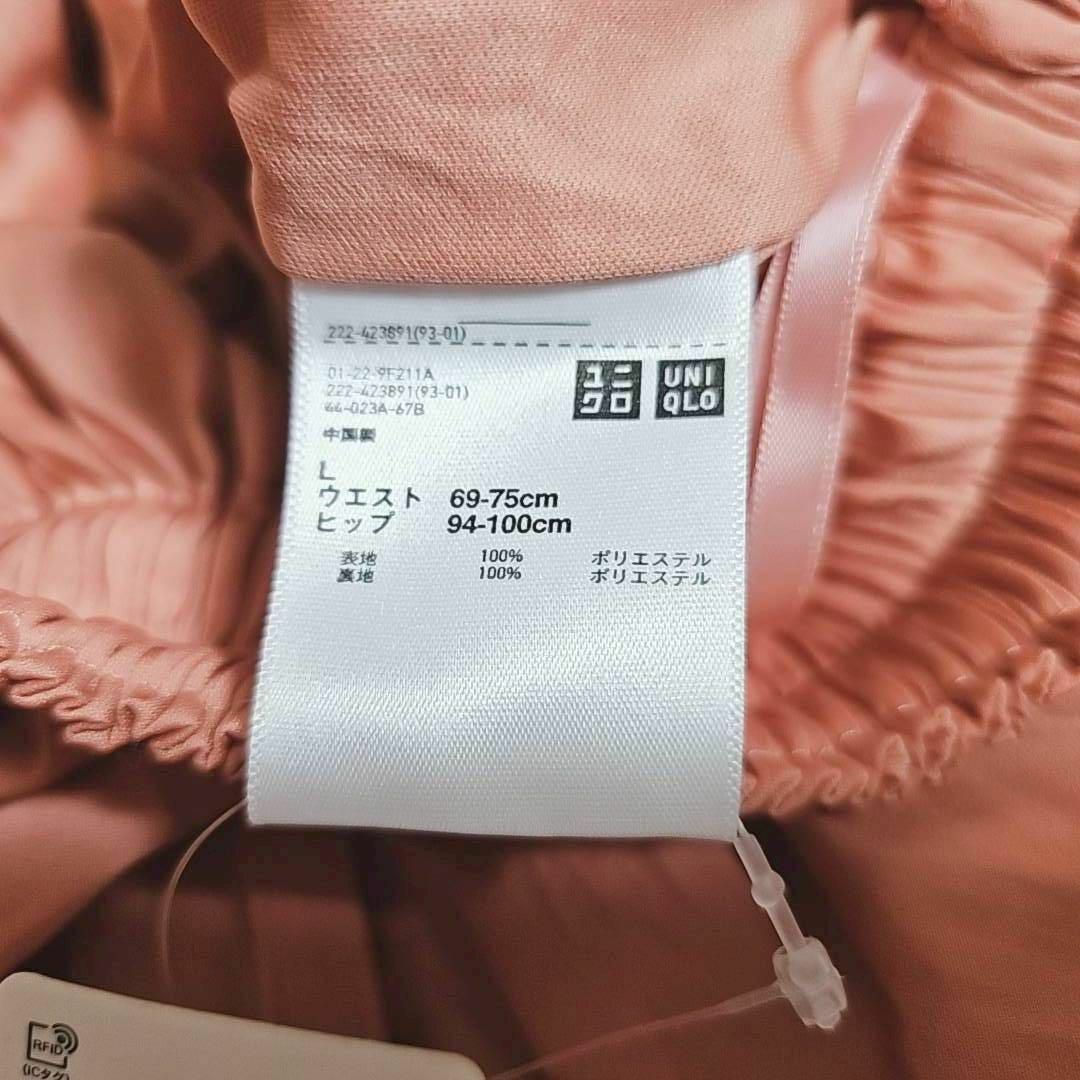 222-423891(93-01)
01-22-9F211A
222-423891(93-01)
44-023A-67B
中国製
ユニ
クロ
UNI
QLO
L
ウエスト 69-75cm
ヒップ 94-100cm
表地 100% ポリエステル
裏地 100% ポリエステル
RFID
(ICタグ)